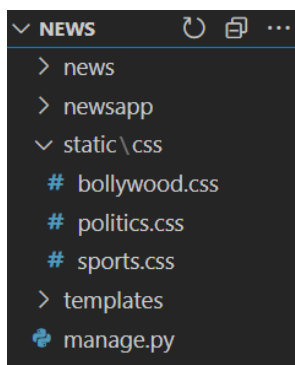 NEWS
news
newsapp
static\css
# bollywood.css
# politics.css
# sports.css
templates
manage.py